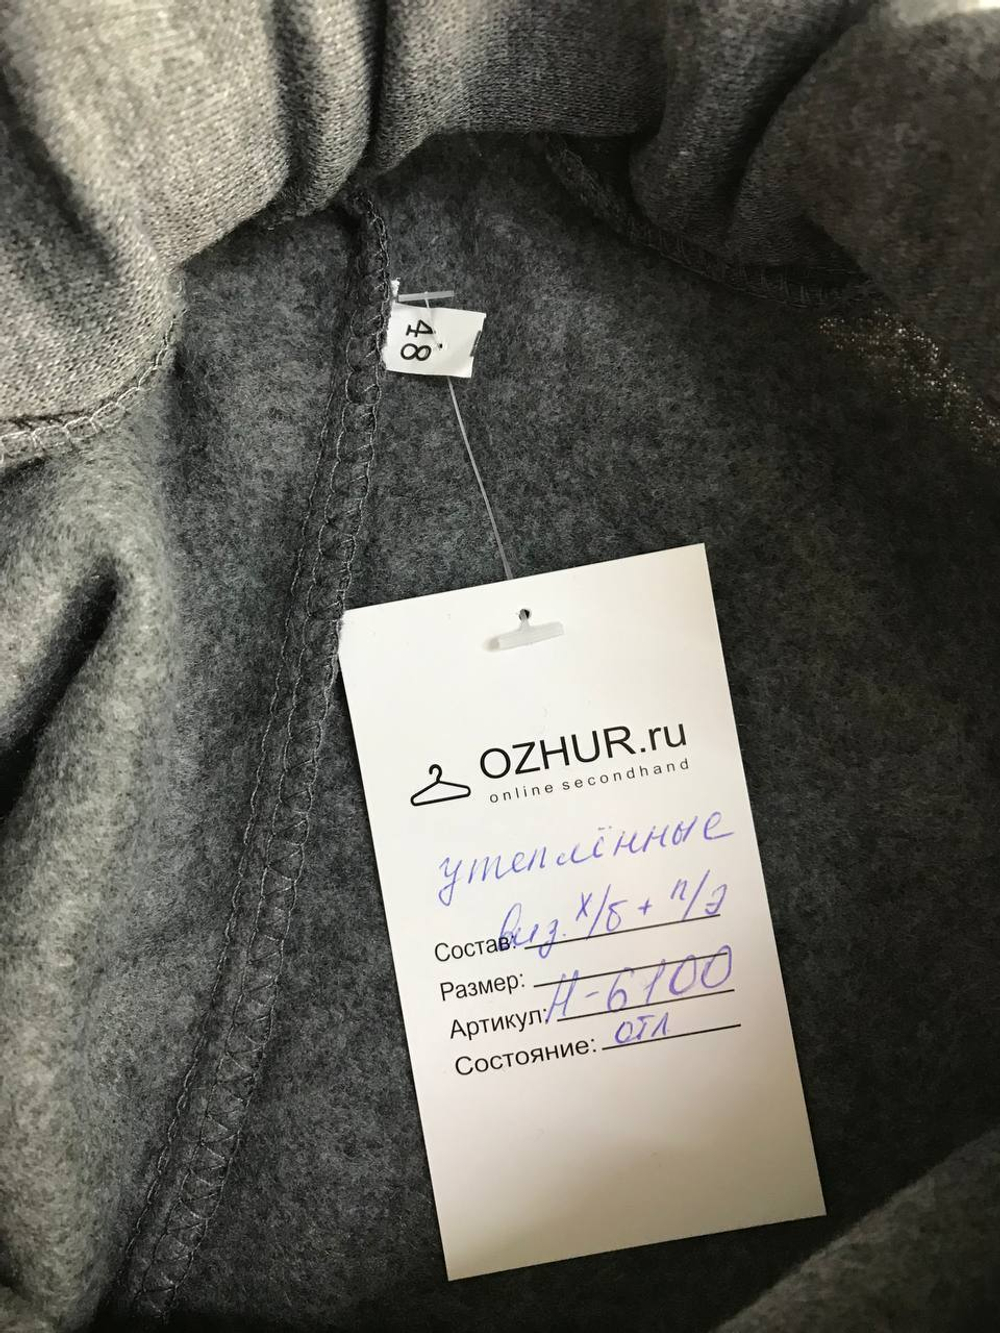 48
OZHUR.ru
online secondhand
утеплённые
Состав: виз. х/б + п/э
Размер:
Артикул: Н-6100
Состояние: отл